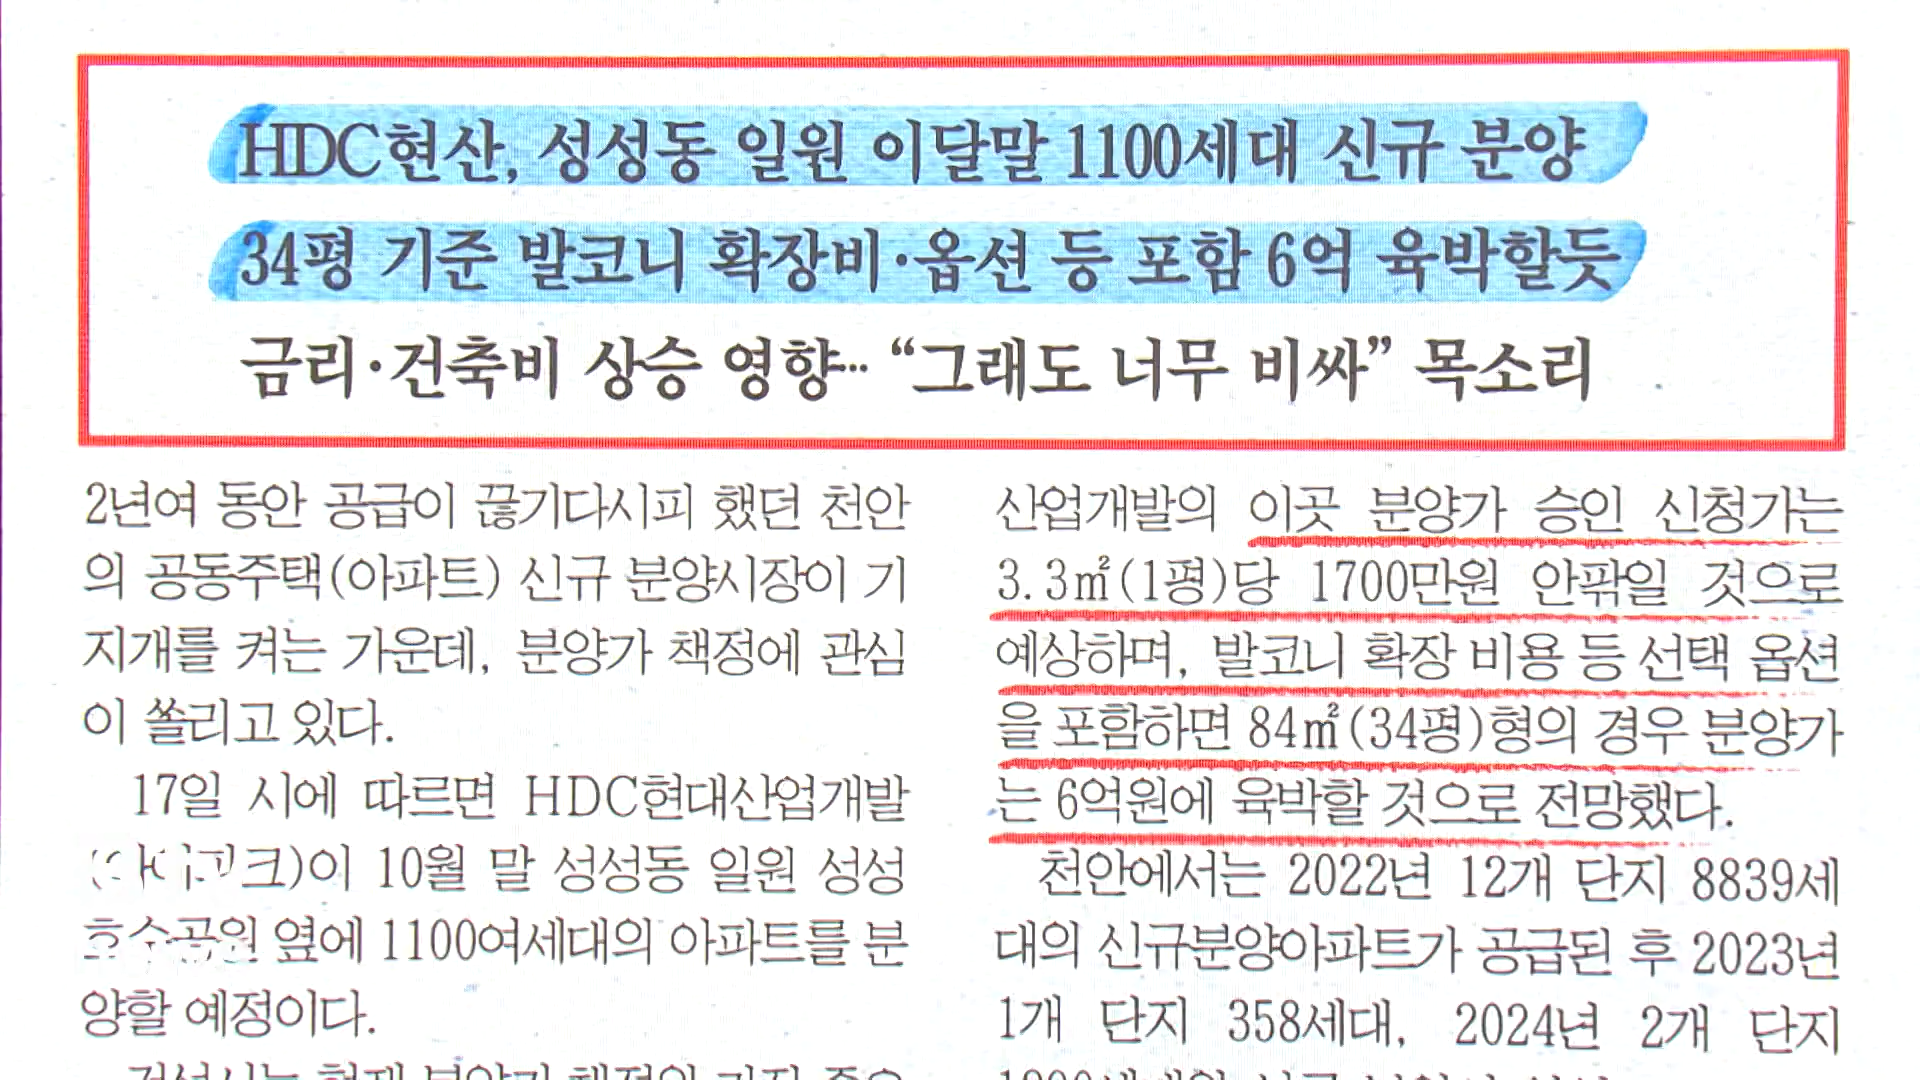 HDC현산, 성성동 일원 이달말 1100세대 신규 분양
34평 기준 발코니 확장비·옵션 등 포함 6억 육박할듯
금리·건축비 상승 영향… “그래도 너무 비싸” 목소리
2년여 동안 공급이 끊기다시피 했던 천안
의 공동주택(아파트) 신규 분양시장이 기
지개를 켜는 가운데, 분양가 책정에 관심
이 쏠리고 있다.
17일 시에 따르면 HDC현대산업개발
(아이파크)이 10월 말 성성동 일원 성성
호수공원 옆에 1100여세대의 아파트를 분
양할 예정이다.
산업개발의 이곳 분양가 승인 신청가는
3.3㎡(1평)당 1700만원 안팎일 것으로
예상하며, 발코니 확장 비용 등 선택 옵션
을 포함하면 84㎡(34평)형의 경우 분양가
는 6억원에 육박할 것으로 전망했다.
천안에서는 2022년 12개 단지 8839세
대의 신규분양아파트가 공급된 후 2023년
1개 단지 358세대, 2024년 2개 단지